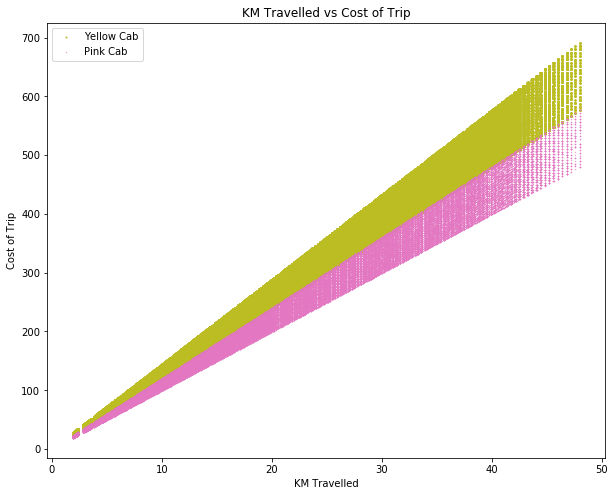 KM Travelled vs Cost of Trip
Yellow Cab
Pink Cab
700
600
500
400
300
200
100
0
Cost of Trip
0 10 20 30 40 50
KM Travelled